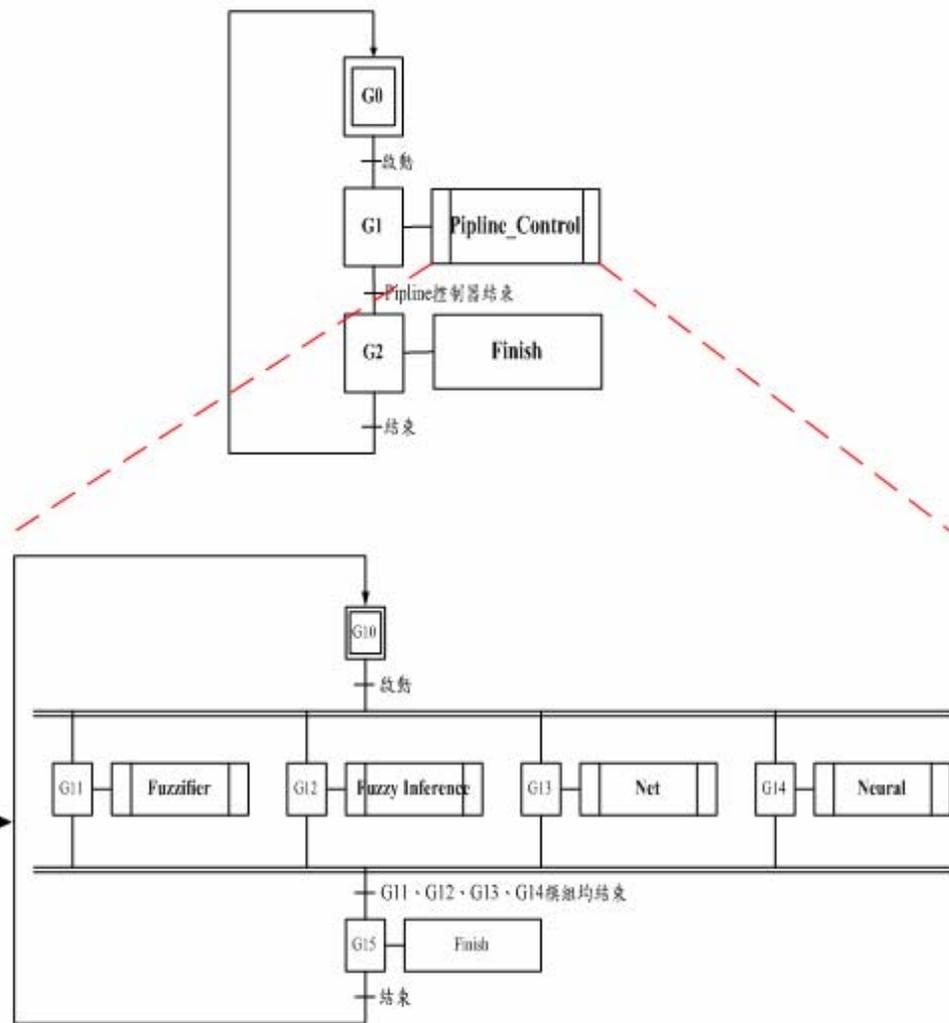 G0
啟動
G1
Pipline_Control
Pipline控制器結束
G2
Finish
結束
G10
啟動
G11
Fuzzifier
G12
Fuzzy Inference
G13
Net
G14
Neural
G11、G12、G13、G14模組均結束
G15
Finish
結束